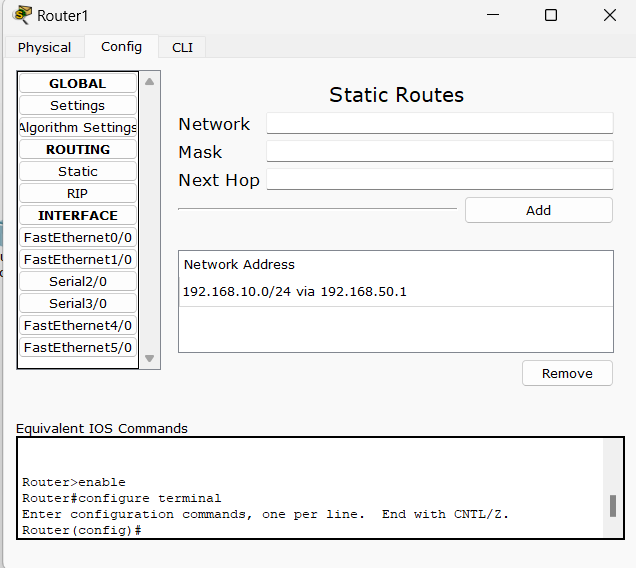 Router1
Physical Config CLI
GLOBAL
Settings
Algorithm Settings
ROUTING
Static
RIP
INTERFACE
FastEthernet0/0
FastEthernet1/0
Serial2/0
Serial3/0
FastEthernet4/0
FastEthernet5/0
Static Routes
Network
Mask
Next Hop
Add
Network Address
192.168.10.0/24 via 192.168.50.1
Remove
Equivalent IOS Commands
Router>enable
Router#configure terminal
Enter configuration commands, one per line.  End with CNTL/Z.
Router(config)#